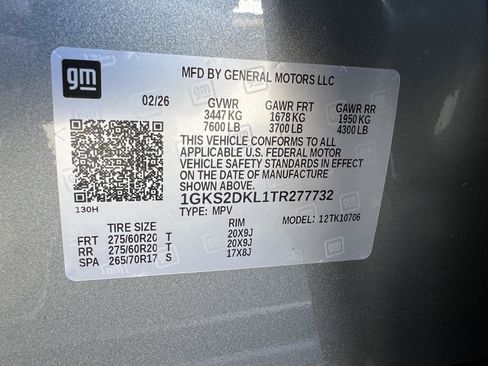 gm
MFD BY GENERAL MOTORS LLC
02/26 GVWR GAWR FRT GAWR RR
3447 KG 1678 KG 1950 KG
7600 LB 3700 LB 4300 LB
THIS VEHICLE CONFORMS TO ALL
APPLICABLE U.S. FEDERAL MOTOR
VEHICLE SAFETY STANDARDS IN EFFECT
ON THE DATE OF MANUFACTURE
SHOWN ABOVE.
1GKS2DKL1TR277732
130H TYPE: MPV MODEL: 12TK10706
TIRE SIZE RIM
FRT 275/60R20 T 20X9J
RR 275/60R20 T 20X9J
SPA 265/70R17 S 17X8J